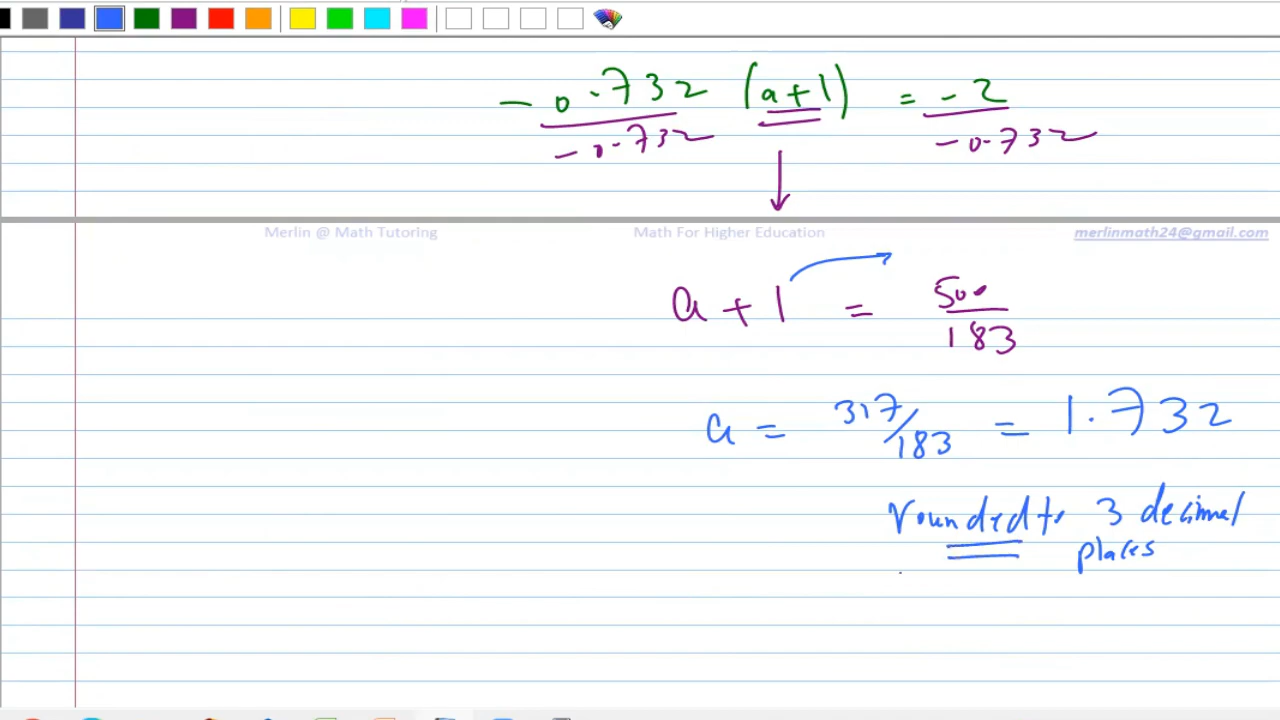 - 0.732 (a+1) = - 2
- 0.732 - 0.732
Merlin @ Math Tutoring Math For Higher Education merlinmath24@gmail.com
a + 1 = 500/183
a = 317/183 = 1.732
rounded to 3 decimal
places